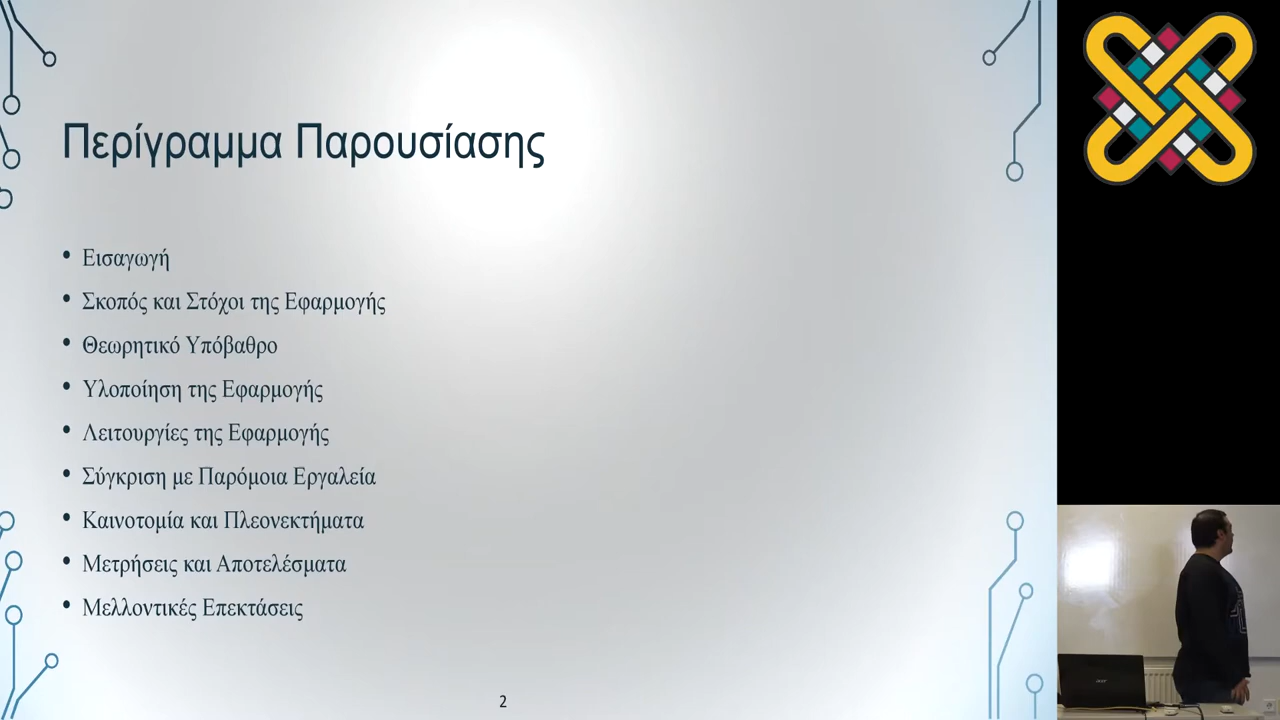 Περίγραμμα Παρουσίασης
• Εισαγωγή
• Σκοπός και Στόχοι της Εφαρμογής
• Θεωρητικό Υπόβαθρο
• Υλοποίηση της Εφαρμογής
• Λειτουργίες της Εφαρμογής
• Σύγκριση με Παρόμοια Εργαλεία
• Καινοτομία και Πλεονεκτήματα
• Μετρήσεις και Αποτελέσματα
• Μελλοντικές Επεκτάσεις
2
acer